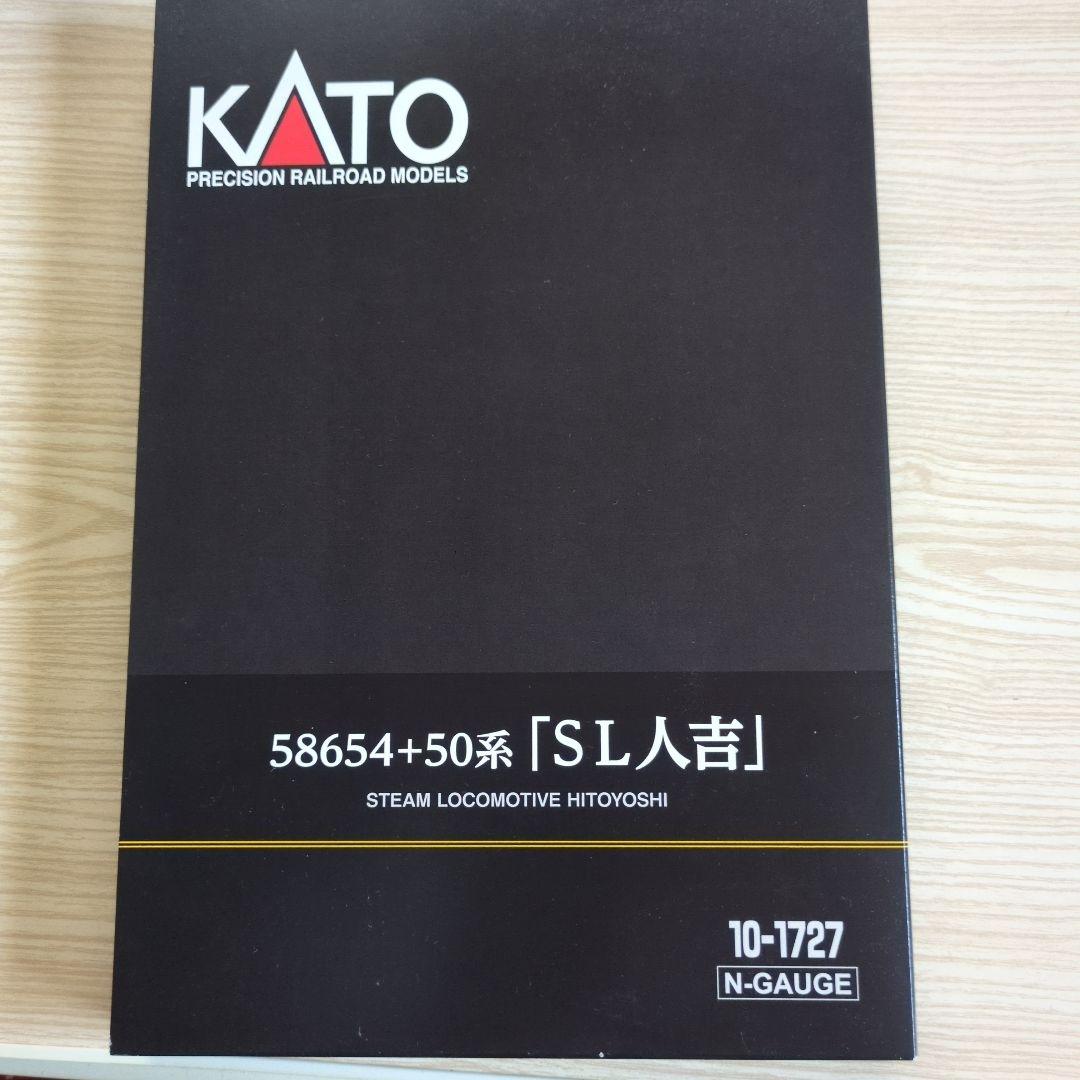 KATO
PRECISION RAILROAD MODELS
58654+50系「SL人吉」
STEAM LOCOMOTIVE HITOYOSHI
10-1727
N-GAUGE